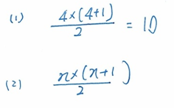 (1) 4×(4+1)/2 = 10
(2) n×(n+1)/2